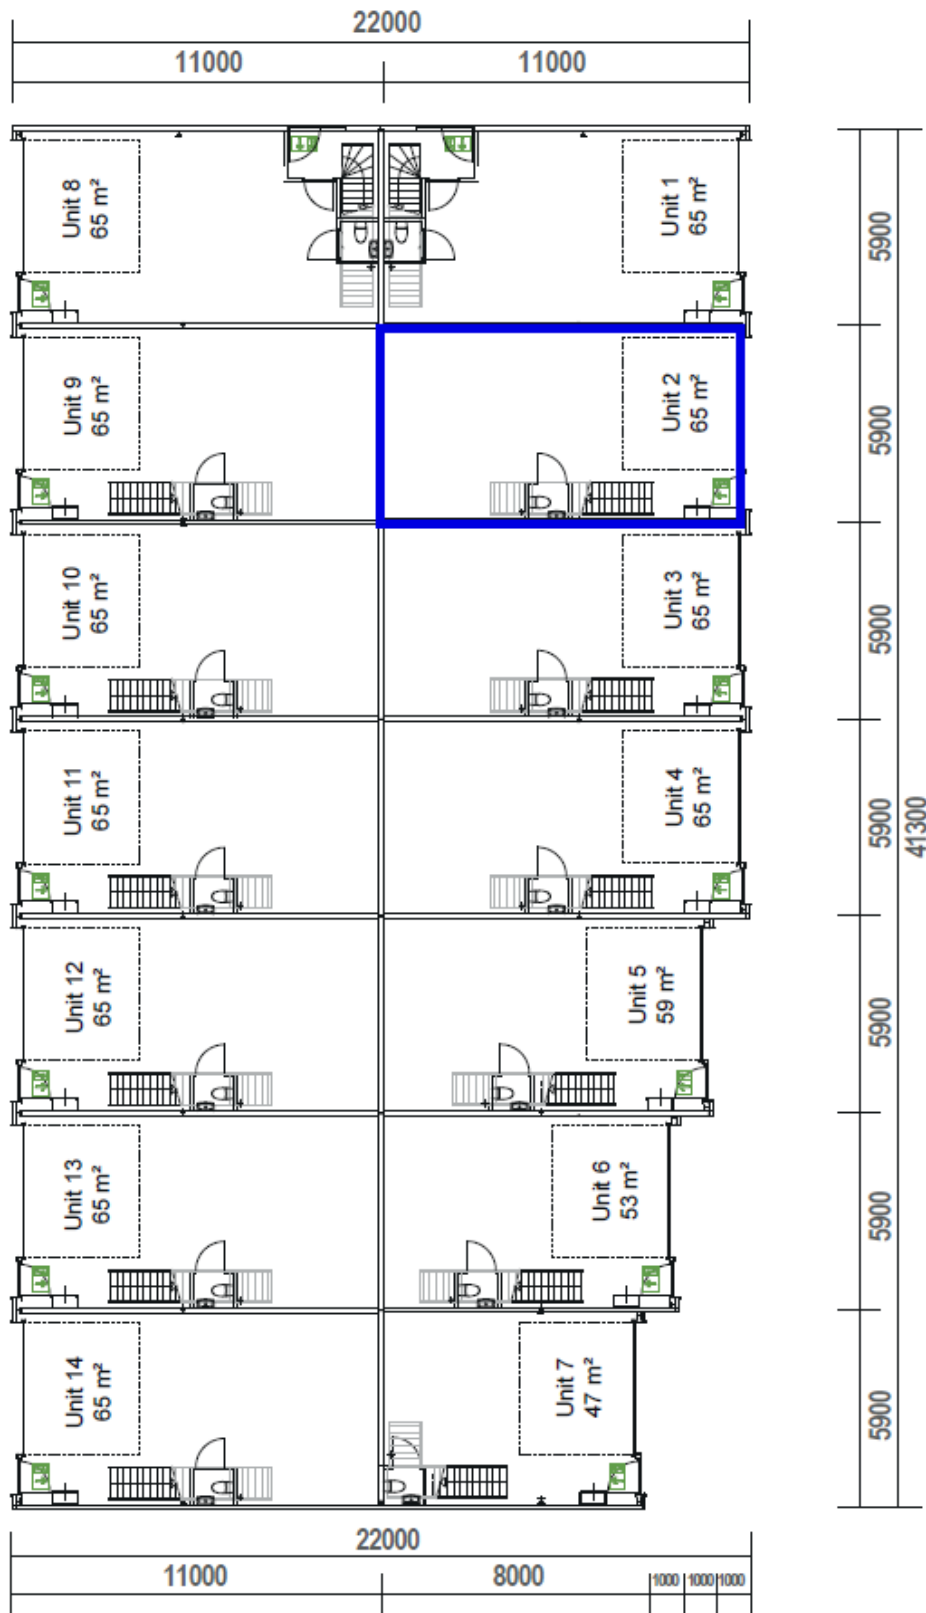 22000
11000
11000
Unit 8
65 m²
Unit 1
65 m²
5900
Unit 9
65 m²
Unit 2
65 m²
5900
Unit 10
65 m²
Unit 3
65 m²
5900
Unit 11
65 m²
Unit 4
65 m²
5900
41300
Unit 12
65 m²
Unit 5
59 m²
5900
Unit 13
65 m²
Unit 6
53 m²
5900
Unit 14
65 m²
Unit 7
47 m²
5900
22000
11000
8000
1000
1000
1000